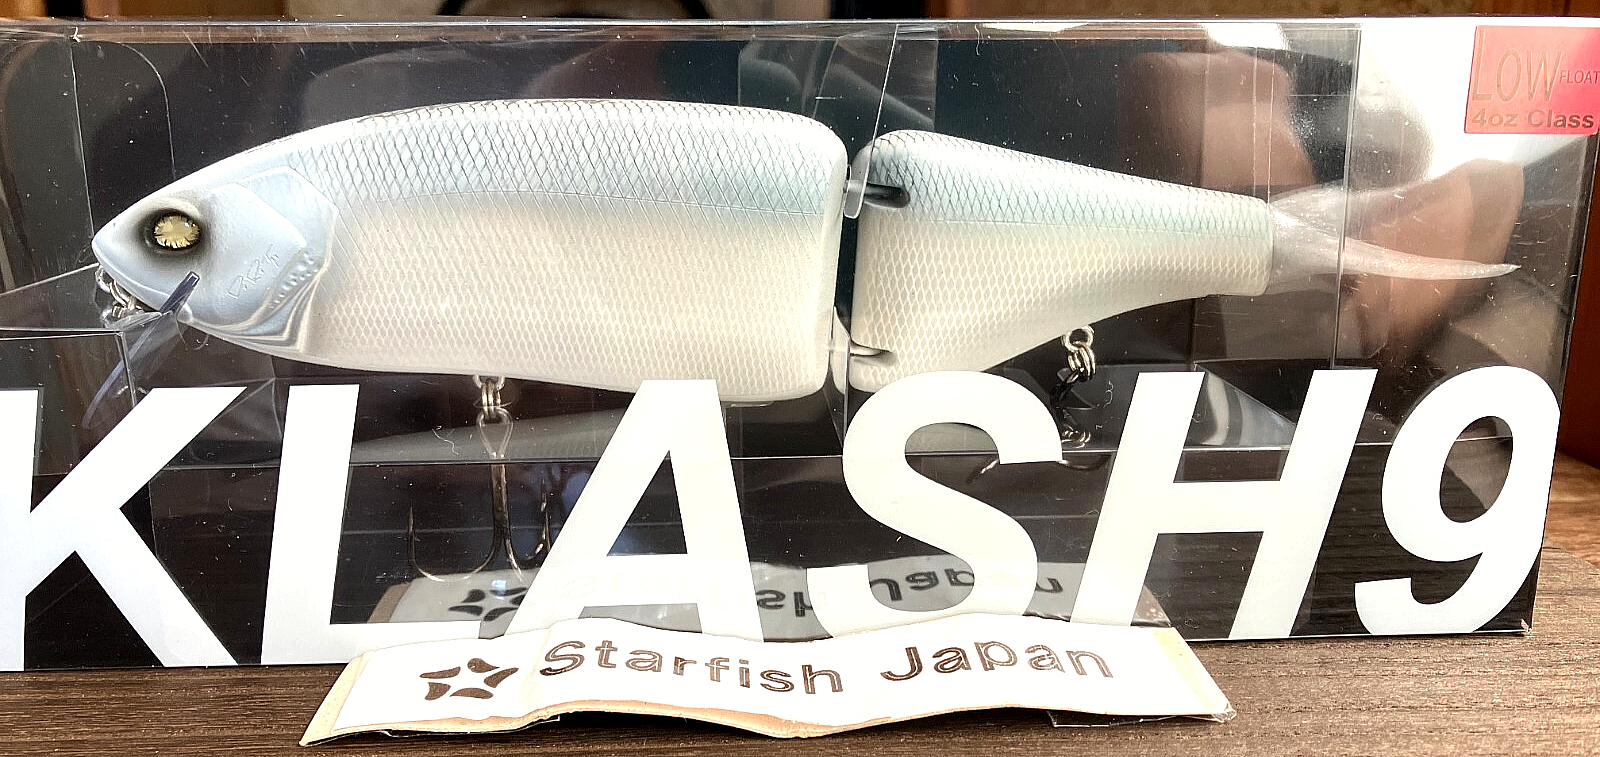 LOW FLOAT
4oz Class
KLASH9
Starfish Japan